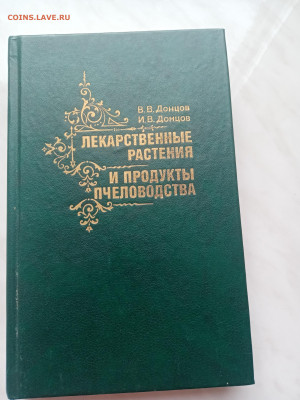 COINS.LAVE.RU
В. В. Донцов
И. В. Донцов
ЛЕКАРСТВЕННЫЕ
РАСТЕНИЯ
И ПРОДУКТЫ
ПЧЕЛОВОДСТВА